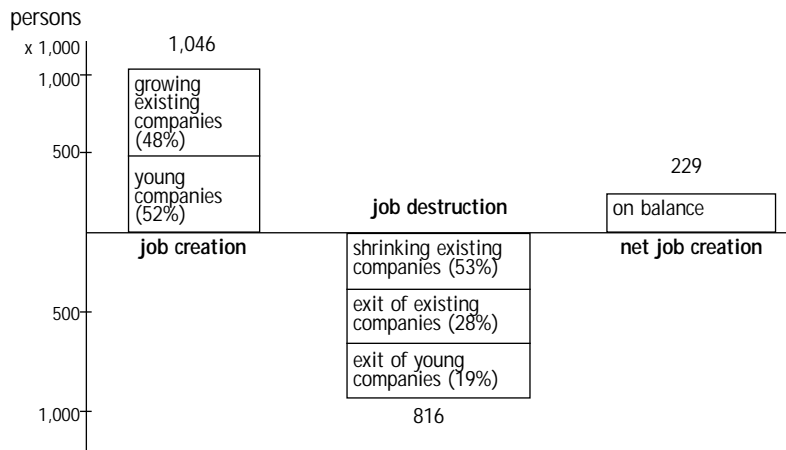 persons
x 1,000
1,046
1,000
growing
existing
companies
(48%)
500
young
companies
(52%)
229
job destruction
on balance
job creation
shrinking existing
companies (53%)
net job creation
500
exit of existing
companies (28%)
exit of young
companies (19%)
1,000
816